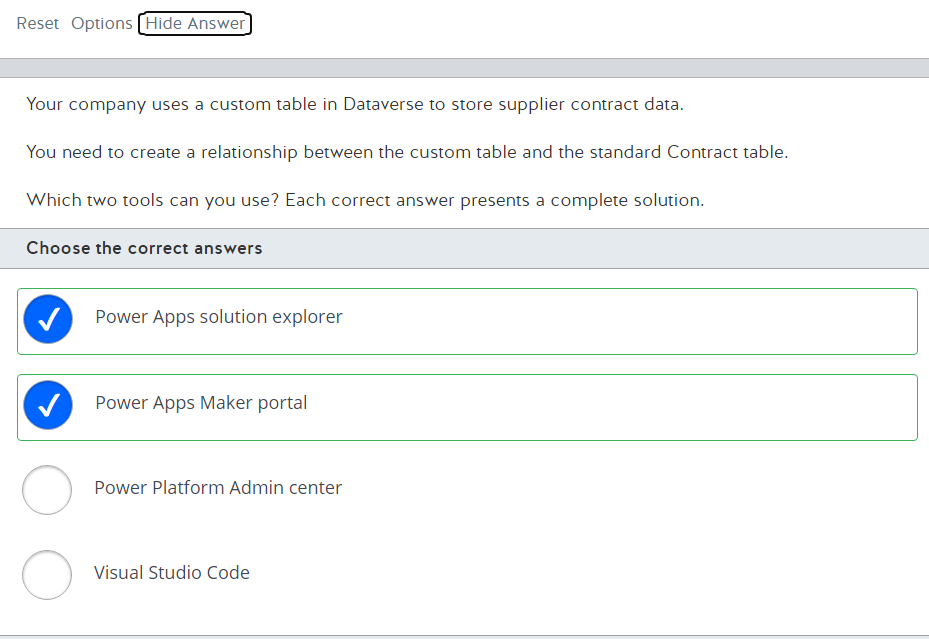 Reset Options Hide Answer
Your company uses a custom table in Dataverse to store supplier contract data.
You need to create a relationship between the custom table and the standard Contract table.
Which two tools can you use? Each correct answer presents a complete solution.
Choose the correct answers
Power Apps solution explorer
Power Apps Maker portal
Power Platform Admin center
Visual Studio Code